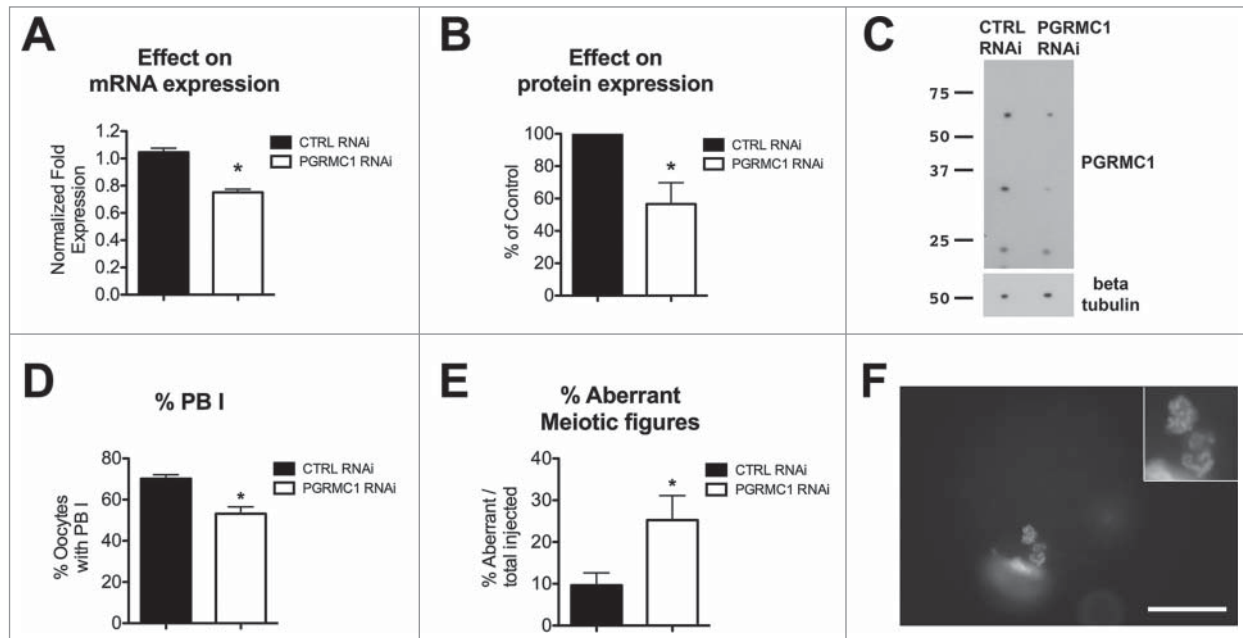 A
Effect on
mRNA expression
Normalized Fold
Expression
1.2
1.0
0.8
0.6
0.4
0.2
0.0
*
CTRL RNAi
PGRMC1 RNAi
B
Effect on
protein expression
% of Control
100
80
60
40
20
0
*
CTRL RNAi
PGRMC1 RNAi
C
CTRL PGRMC1
RNAi RNAi
75
50
37
25
PGRMC1
50
beta
tubulin
D
% PB I
% Oocytes
with PB I
80
60
40
20
0
*
CTRL RNAi
PGRMC1 RNAi
E
% Aberrant
Meiotic figures
% Aberrant /
total injected
40
30
20
10
0
*
CTRL RNAi
PGRMC1 RNAi
F